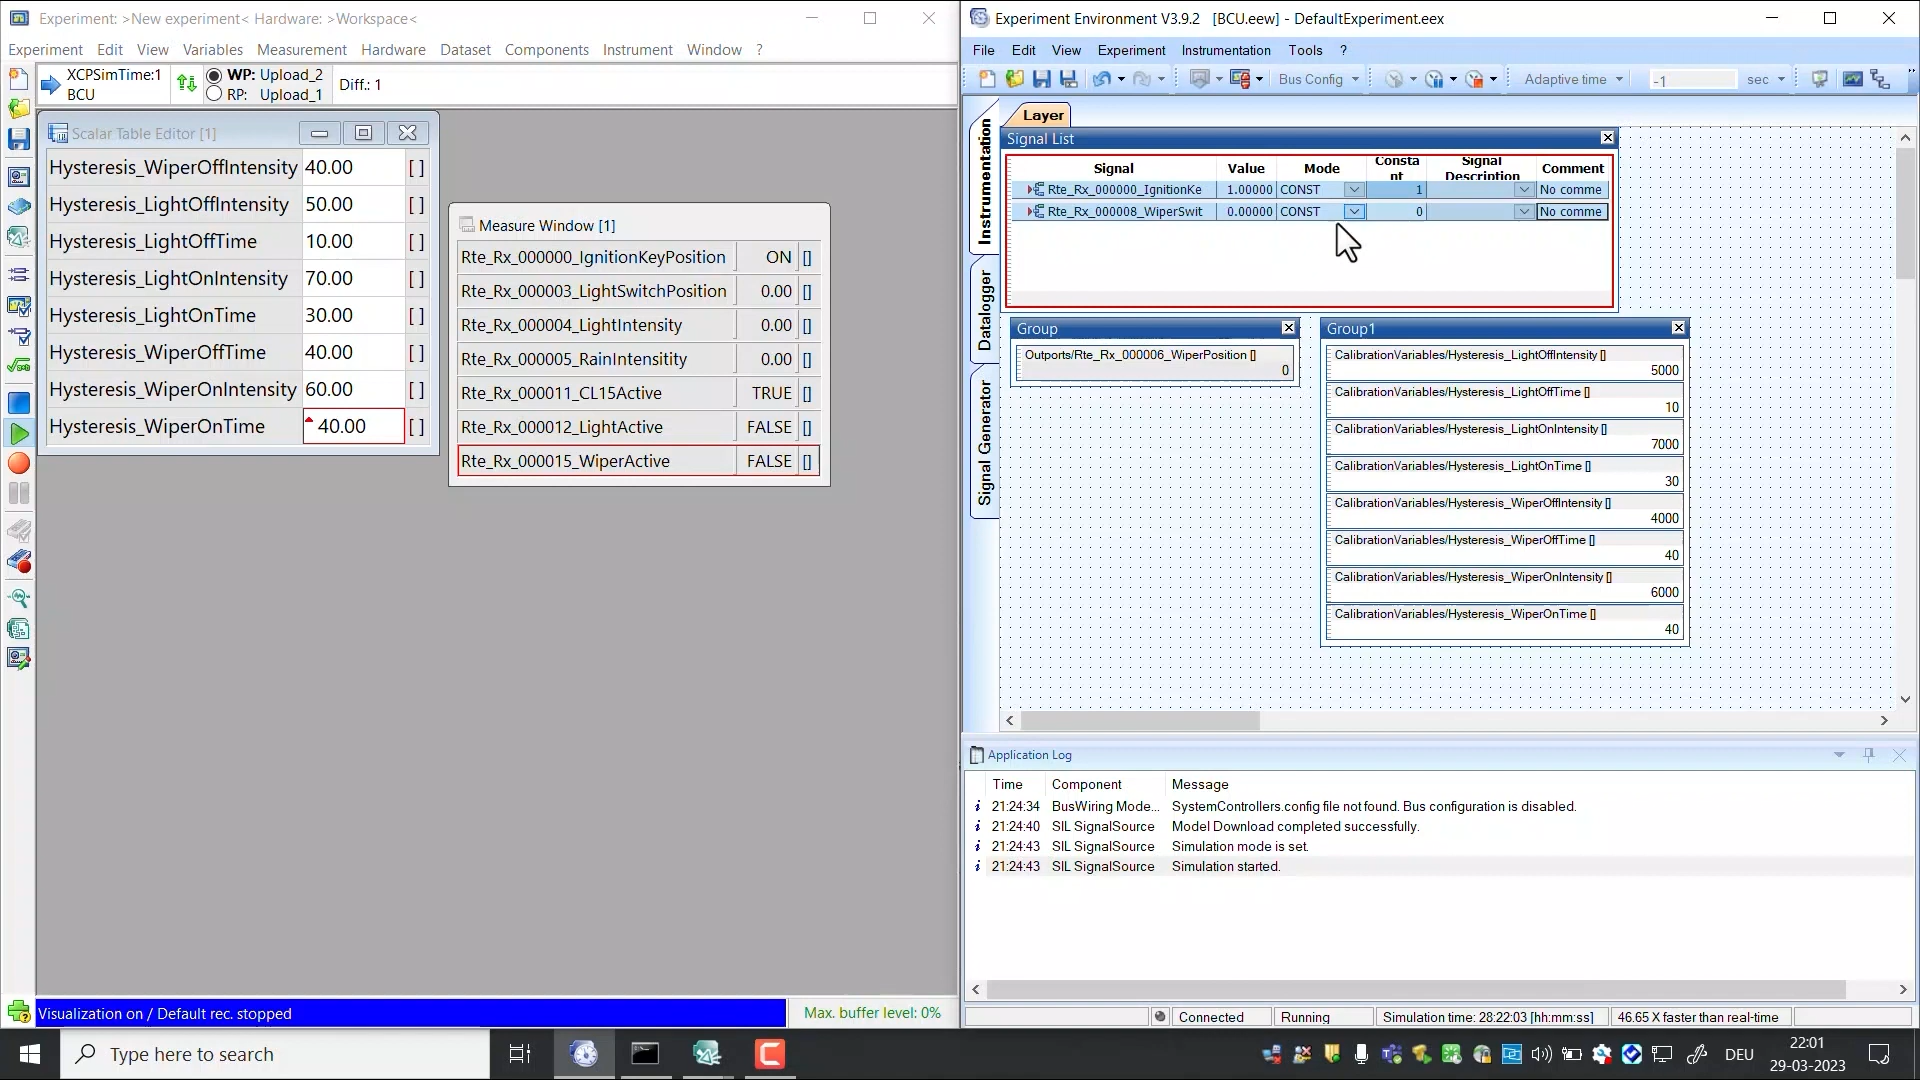 Experiment: >New experiment< Hardware: >Workspace<
Experiment Edit View Variables Measurement Hardware Dataset Components Instrument Window ?
XCPSimTime:1
BCU
WP: Upload_2
RP: Upload_1
Diff.: 1
Scalar Table Editor [1]
Hysteresis_WiperOffIntensity 40.00 [ ]
Hysteresis_LightOffIntensity 50.00 [ ]
Hysteresis_LightOffTime 10.00 [ ]
Hysteresis_LightOnIntensity 70.00 [ ]
Hysteresis_LightOnTime 30.00 [ ]
Hysteresis_WiperOffTime 40.00 [ ]
Hysteresis_WiperOnIntensity 60.00 [ ]
Hysteresis_WiperOnTime 40.00 [ ]
Measure Window [1]
Rte_Rx_000000_IgnitionKeyPosition ON []
Rte_Rx_000003_LightSwitchPosition 0.00 []
Rte_Rx_000004_LightIntensity 0.00 []
Rte_Rx_000005_RainIntensitity 0.00 []
Rte_Rx_000011_CL15Active TRUE []
Rte_Rx_000012_LightActive FALSE []
Rte_Rx_000015_WiperActive FALSE []
Visualization on / Default rec. stopped
Max. buffer level: 0%
Experiment Environment V3.9.2 [BCU.eew] - DefaultExperiment.eex
File Edit View Experiment Instrumentation Tools ?
Bus Config Adaptive time -1 sec
Instrumentation
Datalogger
Signal Generator
Layer
Signal List
Signal Value Mode Consta nt Signal Description Comment
Rte_Rx_000000_IgnitionKe 1.00000 CONST 1 No comme
Rte_Rx_000008_WiperSwit 0.00000 CONST 0 No comme
Group
Outports/Rte_Rx_000006_WiperPosition []
0
Group1
CalibrationVariables/Hysteresis_LightOffIntensity []
5000
CalibrationVariables/Hysteresis_LightOffTime []
10
CalibrationVariables/Hysteresis_LightOnIntensity []
7000
CalibrationVariables/Hysteresis_LightOnTime []
30
CalibrationVariables/Hysteresis_WiperOffIntensity []
4000
CalibrationVariables/Hysteresis_WiperOffTime []
40
CalibrationVariables/Hysteresis_WiperOnIntensity []
6000
CalibrationVariables/Hysteresis_WiperOnTime []
40
Application Log
Time Component Message
21:24:34 BusWiring Mode... SystemControllers.config file not found. Bus configuration is disabled.
21:24:40 SIL SignalSource Model Download completed successfully.
21:24:43 SIL SignalSource Simulation mode is set.
21:24:43 SIL SignalSource Simulation started.
Connected Running Simulation time: 28:22:03 [hh:mm:ss] 46.65 X faster than real-time
Type here to search
DEU
22:01
29-03-2023